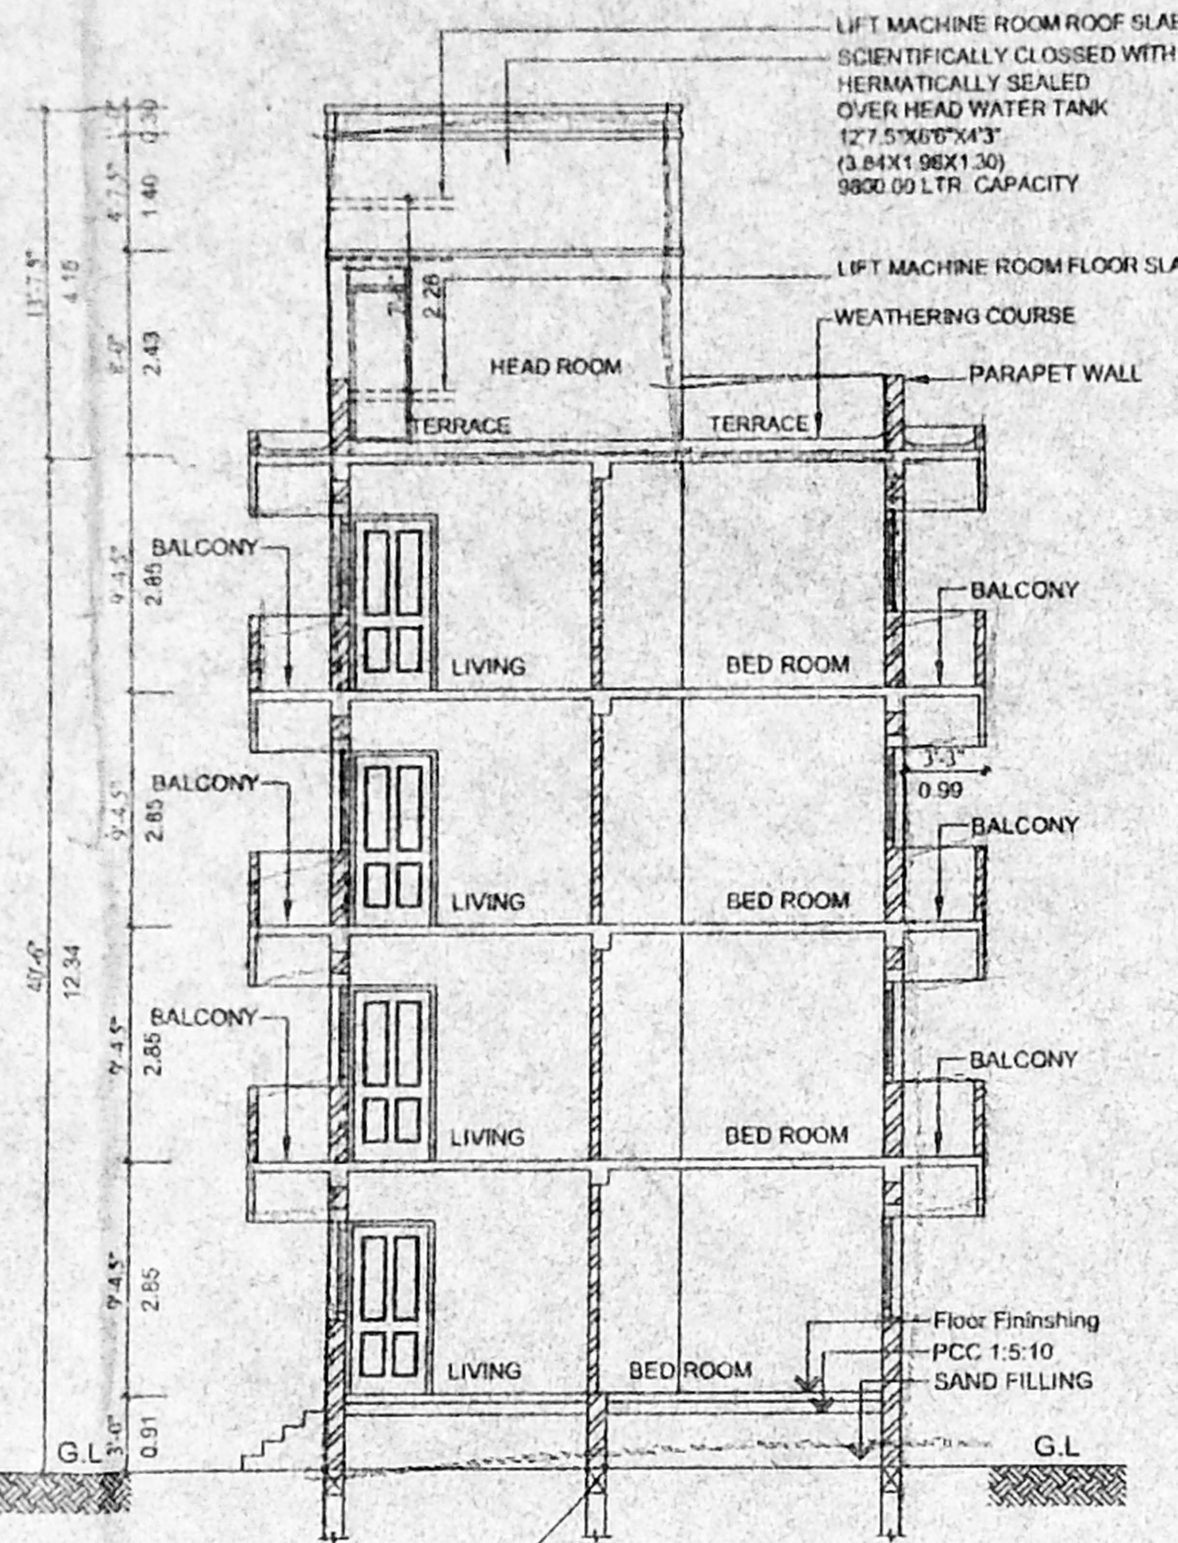 LIFT MACHINE ROOM ROOF SLAB
SCIENTIFICALLY CLOSSED WITH
HERMATICALLY SEALED
OVER HEAD WATER TANK
12'7.5"X6'6"X4'3"
(3.84X1.98X1.30)
9800.00 LTR. CAPACITY
1'-0"
0.30
4'-7.5"
1.40
13'-7.5"
4.15
LIFT MACHINE ROOM FLOOR SLA
2.26
WEATHERING COURSE
8'-0"
2.43
HEAD ROOM
PARAPET WALL
TERRACE
TERRACE
BALCONY
9'-4.5"
2.85
BALCONY
LIVING
BED ROOM
3'-3"
0.99
BALCONY
9'-4.5"
2.85
BALCONY
LIVING
BED ROOM
40'-6"
12.34
BALCONY
9'-4.5"
2.85
BALCONY
LIVING
BED ROOM
9'-4.5"
2.85
Floor Fininshing
PCC 1:5:10
SAND FILLING
LIVING
BED ROOM
3'-0"
0.91
G.L
G.L